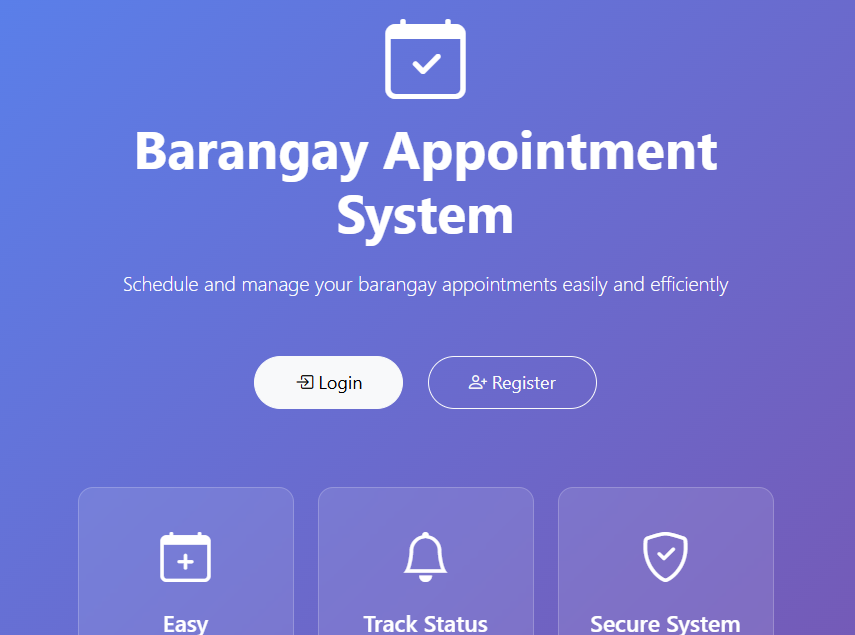 Barangay Appointment
System
Schedule and manage your barangay appointments easily and efficiently
Login
Register
Easy
Track Status
Secure System